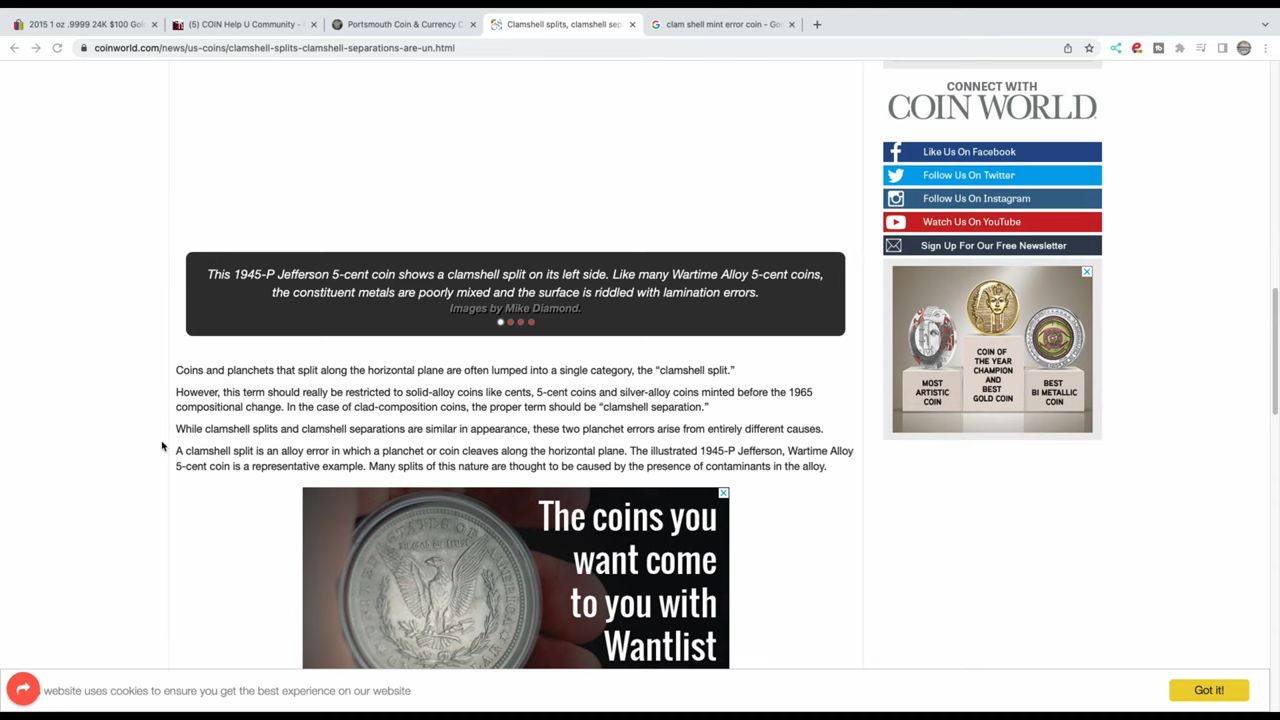 2015 1 oz .9999 24K $100 Gol
(5) COIN Help U Community -
Portsmouth Coin & Currency C
Clamshell splits, clamshell sep
clam shell mint error coin - Go
coinworld.com/news/us-coins/clamshell-splits-clamshell-separations-are-un.html
CONNECT WITH
COIN WORLD
Like Us On Facebook
Follow Us On Twitter
Follow Us On Instagram
Watch Us On YouTube
Sign Up For Our Free Newsletter
This 1945-P Jefferson 5-cent coin shows a clamshell split on its left side. Like many Wartime Alloy 5-cent coins,
the constituent metals are poorly mixed and the surface is riddled with lamination errors.
Images by Mike Diamond.
MOST
ARTISTIC
COIN
COIN OF
THE YEAR
CHAMPION
AND
BEST
GOLD COIN
BEST
BI METALLIC
COIN
Coins and planchets that split along the horizontal plane are often lumped into a single category, the “clamshell split.”
However, this term should really be restricted to solid-alloy coins like cents, 5-cent coins and silver-alloy coins minted before the 1965
compositional change. In the case of clad-composition coins, the proper term should be “clamshell separation.”
While clamshell splits and clamshell separations are similar in appearance, these two planchet errors arise from entirely different causes.
A clamshell split is an alloy error in which a planchet or coin cleaves along the horizontal plane. The illustrated 1945-P Jefferson, Wartime Alloy
5-cent coin is a representative example. Many splits of this nature are thought to be caused by the presence of contaminants in the alloy.
The coins you
want come
to you with
Wantlist
website uses cookies to ensure you get the best experience on our website
Got it!